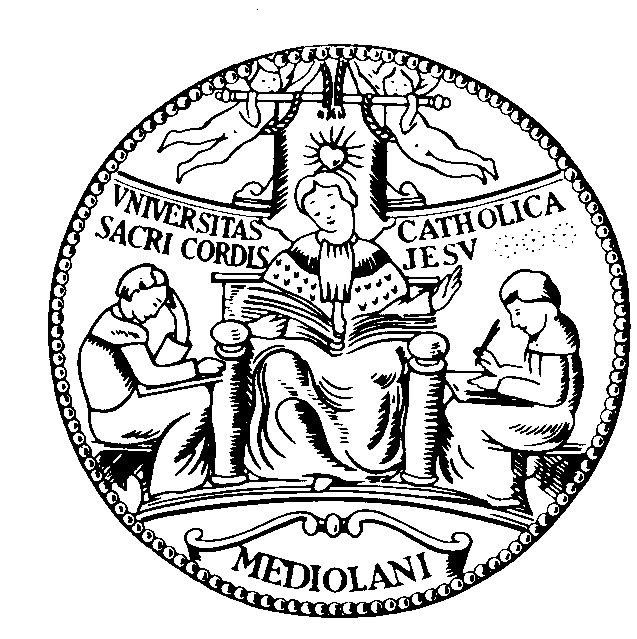 VNIVERSITAS CATHOLICA
SACRI CORDIS JESV
MEDIOLANI